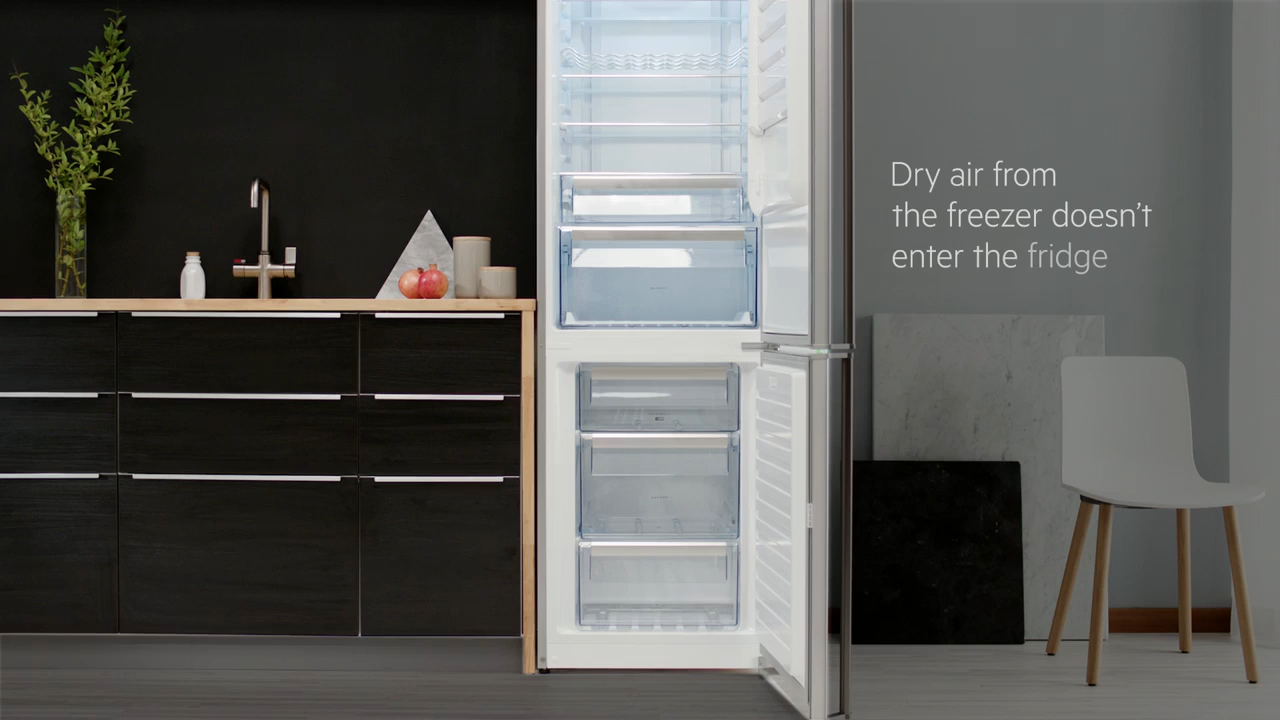 Dry air from
the freezer doesn’t
enter the fridge